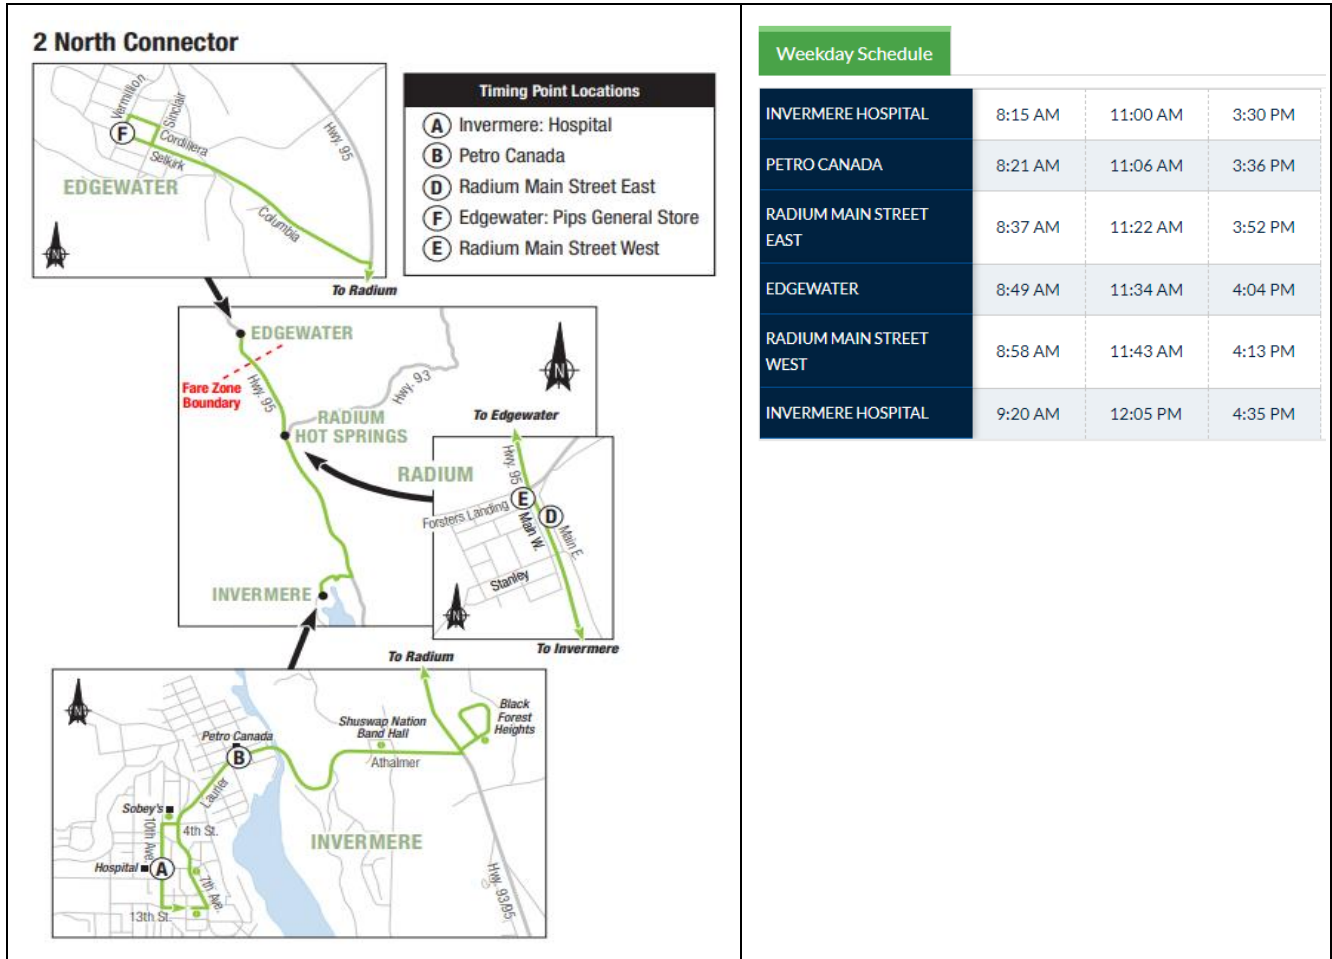 2 North Connector
Vermillion
Sinclair
Cordillera
Selkirk
F
EDGEWATER
Columbia
Hwy. 95
N
To Radium
Timing Point Locations
A Invermere: Hospital
B Petro Canada
D Radium Main Street East
F Edgewater: Pips General Store
E Radium Main Street West
EDGEWATER
Fare Zone
Boundary
Hwy. 95
Hwy. 93
N
RADIUM
HOT SPRINGS
INVERMERE
To Edgewater
RADIUM
Hwy. 95
E
D
Forsters Landing
Main W.
Main E.
Stanley
N
To Invermere
To Radium
N
Petro Canada
B
Shuswap Nation
Band Hall
Black
Forest
Heights
Athalmer
Laurier
Sobey's
10th Ave.
4th St.
Hospital
A
7th Ave.
13th St.
INVERMERE
Hwy. 93/95
Weekday Schedule
INVERMERE HOSPITAL 8:15 AM 11:00 AM 3:30 PM
PETRO CANADA 8:21 AM 11:06 AM 3:36 PM
RADIUM MAIN STREET
EAST 8:37 AM 11:22 AM 3:52 PM
EDGEWATER 8:49 AM 11:34 AM 4:04 PM
RADIUM MAIN STREET
WEST 8:58 AM 11:43 AM 4:13 PM
INVERMERE HOSPITAL 9:20 AM 12:05 PM 4:35 PM